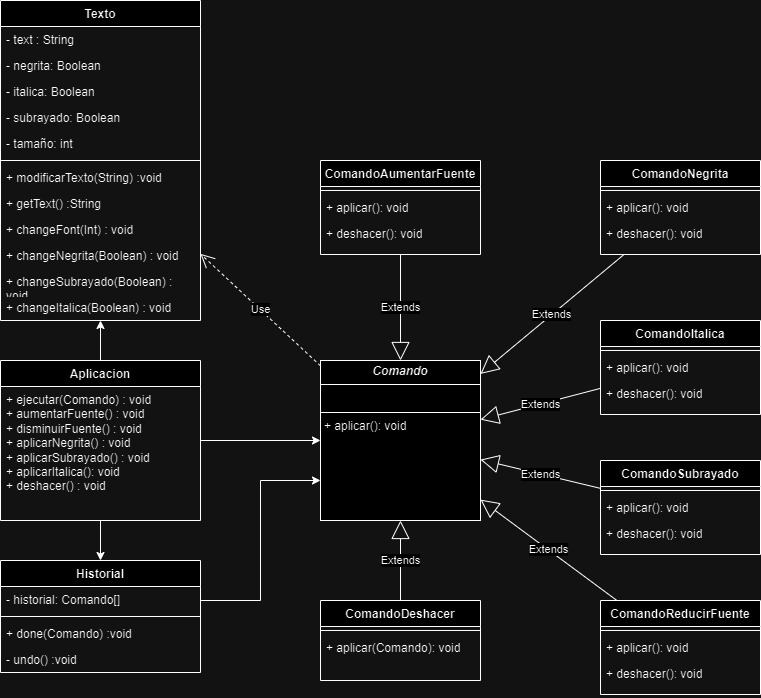 Texto
- text : String
- negrita: Boolean
- italica: Boolean
- subrayado: Boolean
- tamaño: int
+ modificarTexto(String) :void
+ getText() :String
+ changeFont(Int) : void
+ changeNegrita(Boolean) : void
+ changeSubrayado(Boolean) :
void
+ changeItalica(Boolean) : void
Aplicacion
+ ejecutar(Comando) : void
+ aumentarFuente() : void
+ disminuirFuente() : void
+ aplicarNegrita() : void
+ aplicarSubrayado() : void
+ aplicarItalica(): void
+ deshacer() : void
Historial
- historial: Comando[]
+ done(Comando) :void
- undo() :void
Use
ComandoAumentarFuente
+ aplicar(): void
+ deshacer(): void
Extends
Comando
+ aplicar(): void
Extends
ComandoDeshacer
+ aplicar(Comando): void
ComandoNegrita
+ aplicar(): void
+ deshacer(): void
Extends
ComandoItalica
+ aplicar(): void
+ deshacer(): void
Extends
ComandoSubrayado
+ aplicar(): void
+ deshacer(): void
Extends
ComandoReducirFuente
+ aplicar(): void
+ deshacer(): void
Extends